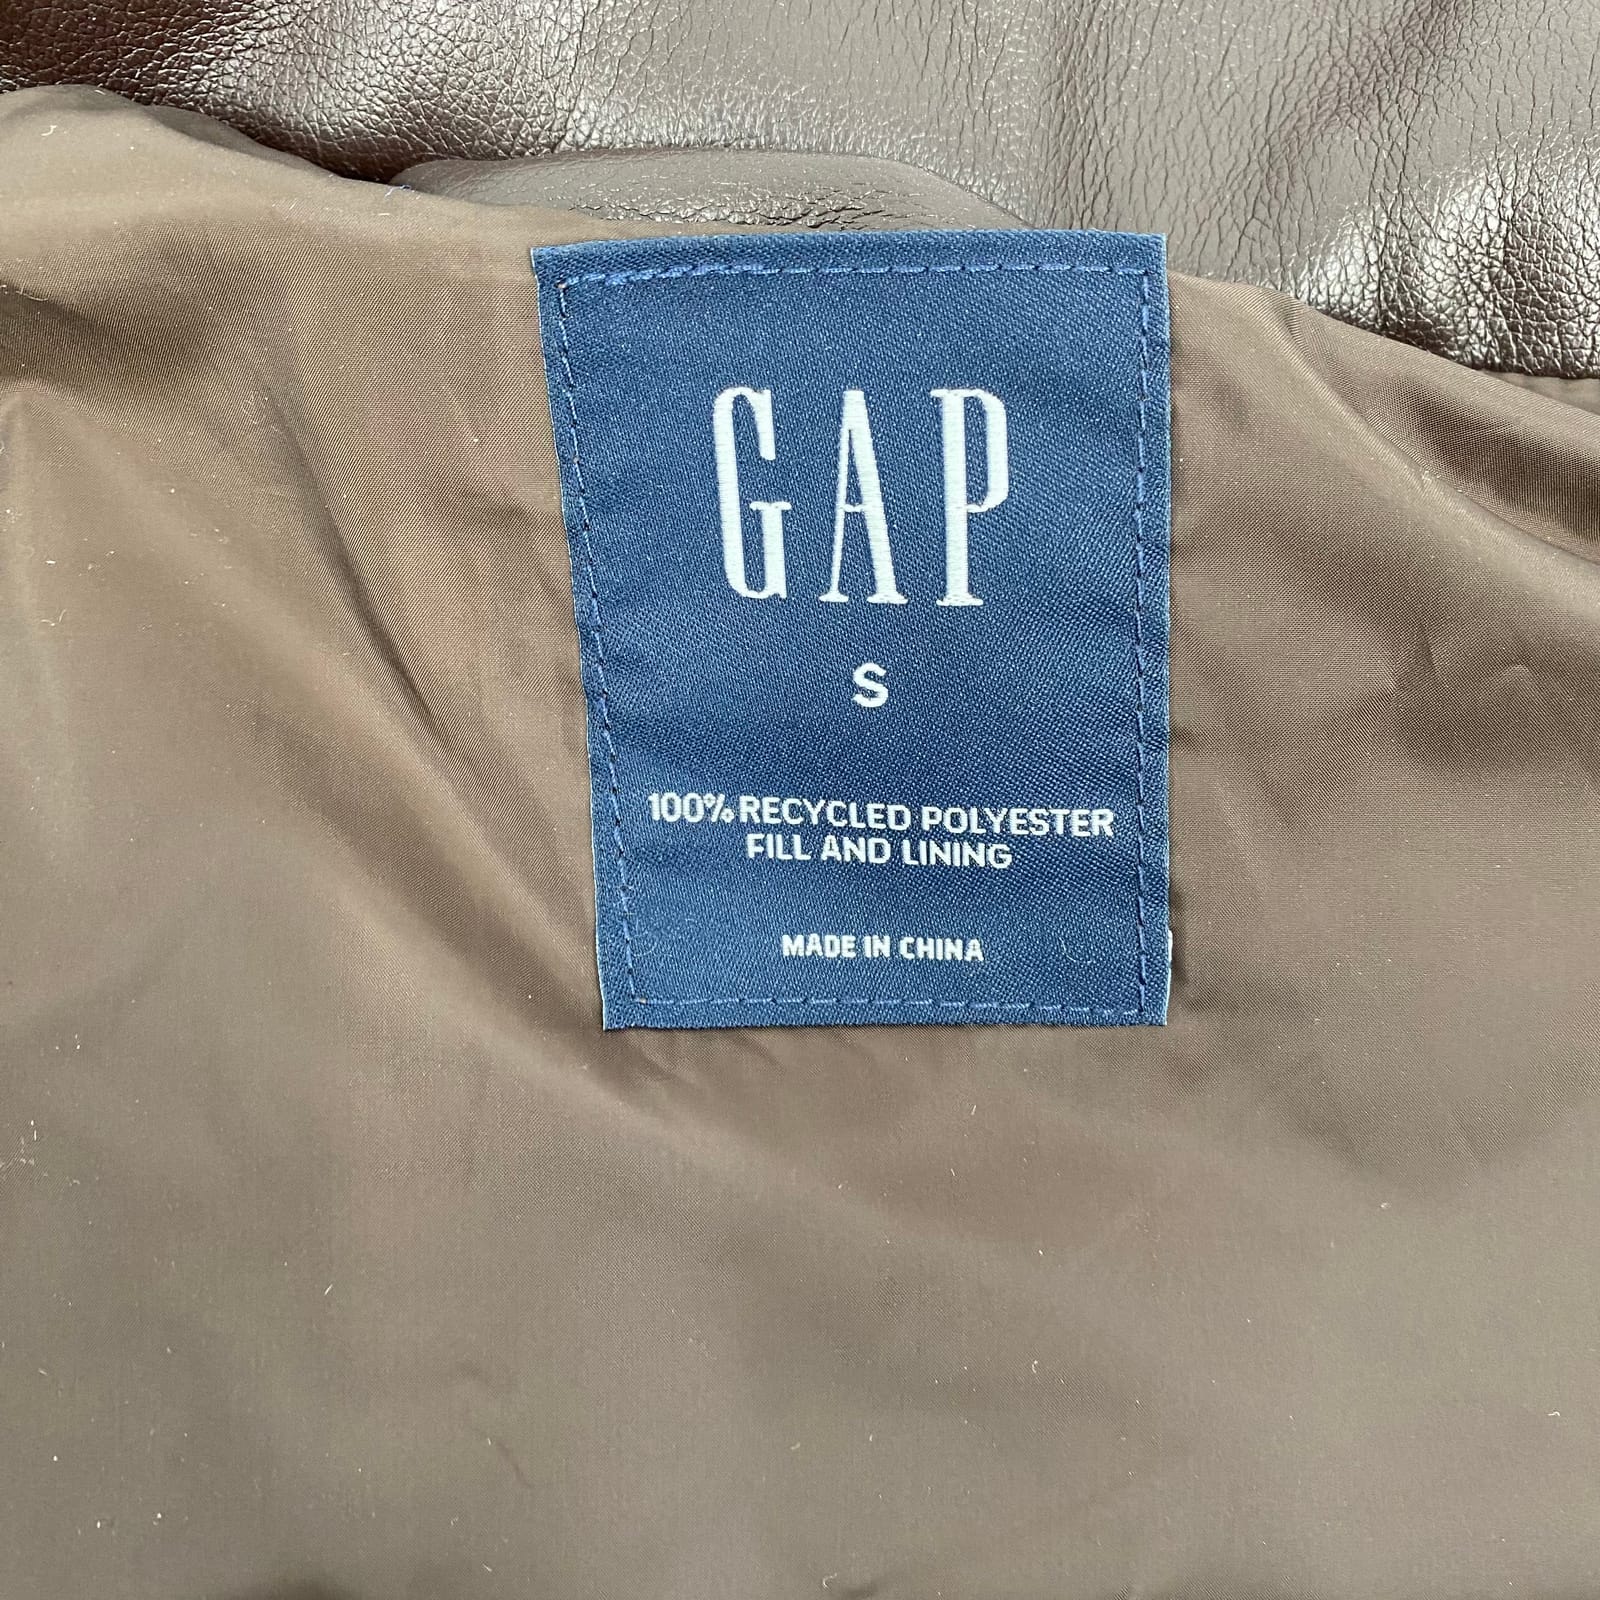 GAP
S
100% RECYCLED POLYESTER
FILL AND LINING
MADE IN CHINA